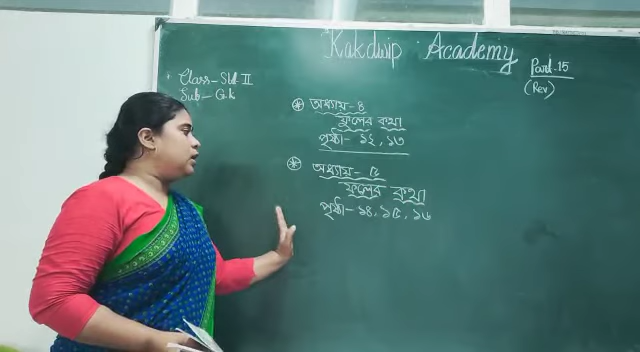 Kakdwip Academy
Part-15
(Rev)
Class-Std II
Sub-G.k
অধ্যায়-৪
ফুলের কথা
পৃষ্ঠা-১২,১৩
অধ্যায়-৫
ফলের কথা
পৃষ্ঠা-১৪,১৫,১৬